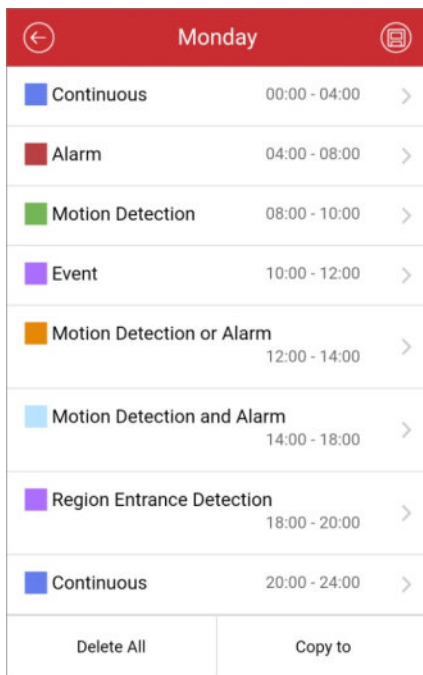 Monday
Continuous 00:00 - 04:00
Alarm 04:00 - 08:00
Motion Detection 08:00 - 10:00
Event 10:00 - 12:00
Motion Detection or Alarm
12:00 - 14:00
Motion Detection and Alarm
14:00 - 18:00
Region Entrance Detection
18:00 - 20:00
Continuous 20:00 - 24:00
Delete All Copy to